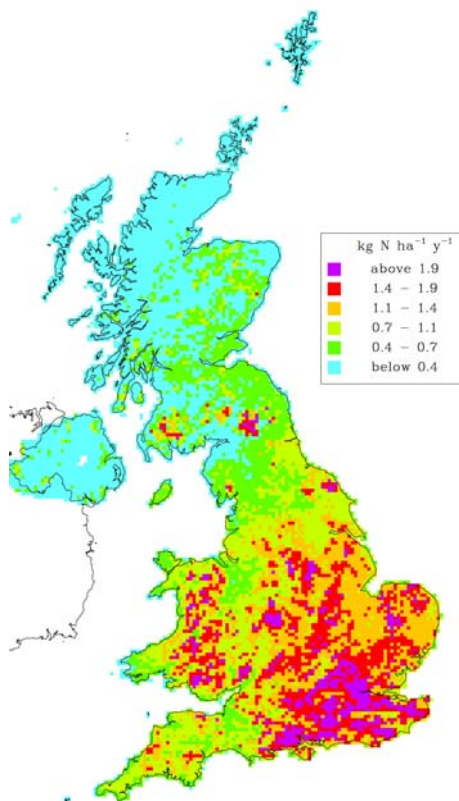 kg N ha⁻¹ y⁻¹
above 1.9
1.4 – 1.9
1.1 – 1.4
0.7 – 1.1
0.4 – 0.7
below 0.4